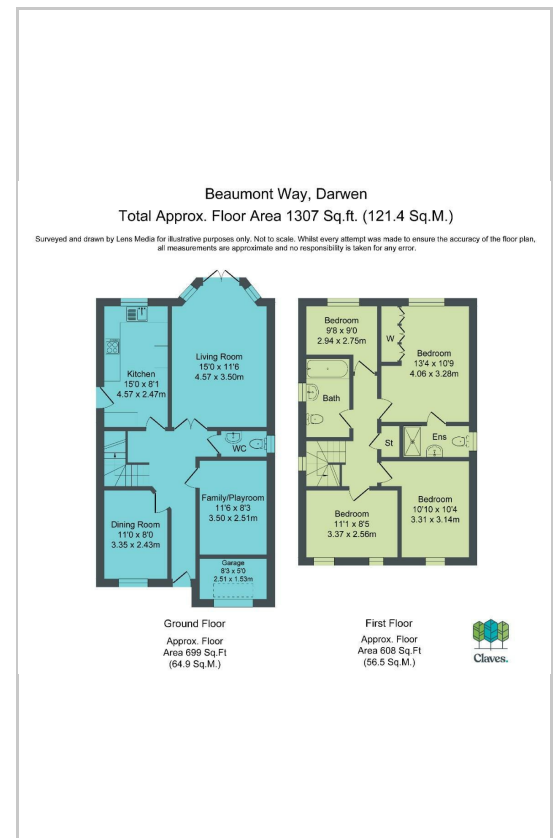 Beaumont Way, Darwen
Total Approx. Floor Area 1307 Sq.ft. (121.4 Sq.M.)
Surveyed and drawn by Lens Media for illustrative purposes only. Not to scale. Whilst every attempt was made to ensure the accuracy of the floor plan,
all measurements are approximate and no responsibility is taken for any error.
Kitchen
15'0 x 8'1
4.57 x 2.47m
Living Room
15'0 x 11'6
4.57 x 3.50m
WC
Family/Playroom
11'6 x 8'3
3.50 x 2.51m
Dining Room
11'0 x 8'0
3.35 x 2.43m
Garage
8'3 x 5'0
2.51 x 1.53m
Ground Floor
Approx. Floor
Area 699 Sq.Ft
(64.9 Sq.M.)
Bedroom
9'8 x 9'0
2.94 x 2.75m
W
Bedroom
13'4 x 10'9
4.06 x 3.28m
Bath
St
Ens
Bedroom
11'1 x 8'5
3.37 x 2.56m
Bedroom
10'10 x 10'4
3.31 x 3.14m
First Floor
Approx. Floor
Area 608 Sq.Ft
(56.5 Sq.M.)
Claves.